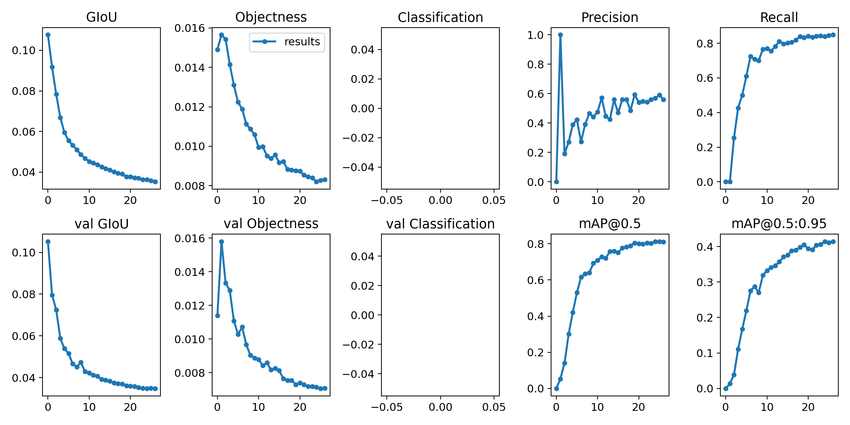 GIoU
0.10
0.08
0.06
0.04
0 10 20
Objectness
0.016
0.014
0.012
0.010
0.008
results
0 10 20
Classification
0.04
0.02
0.00
−0.02
−0.04
−0.05 0.00 0.05
Precision
1.0
0.8
0.6
0.4
0.2
0.0
0 10 20
Recall
0.8
0.6
0.4
0.2
0.0
0 10 20
val GIoU
0.10
0.08
0.06
0.04
0 10 20
val Objectness
0.016
0.014
0.012
0.010
0.008
0 10 20
val Classification
0.04
0.02
0.00
−0.02
−0.04
−0.05 0.00 0.05
mAP@0.5
0.8
0.6
0.4
0.2
0.0
0 10 20
mAP@0.5:0.95
0.4
0.3
0.2
0.1
0.0
0 10 20